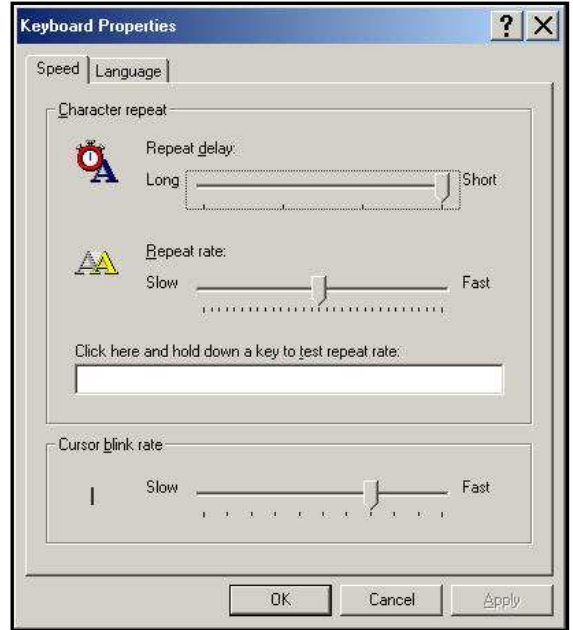 Keyboard Properties
Speed Language
Character repeat
Repeat delay:
Long Short
Repeat rate:
Slow Fast
Click here and hold down a key to test repeat rate:
Cursor blink rate
Slow Fast
OK Cancel Apply